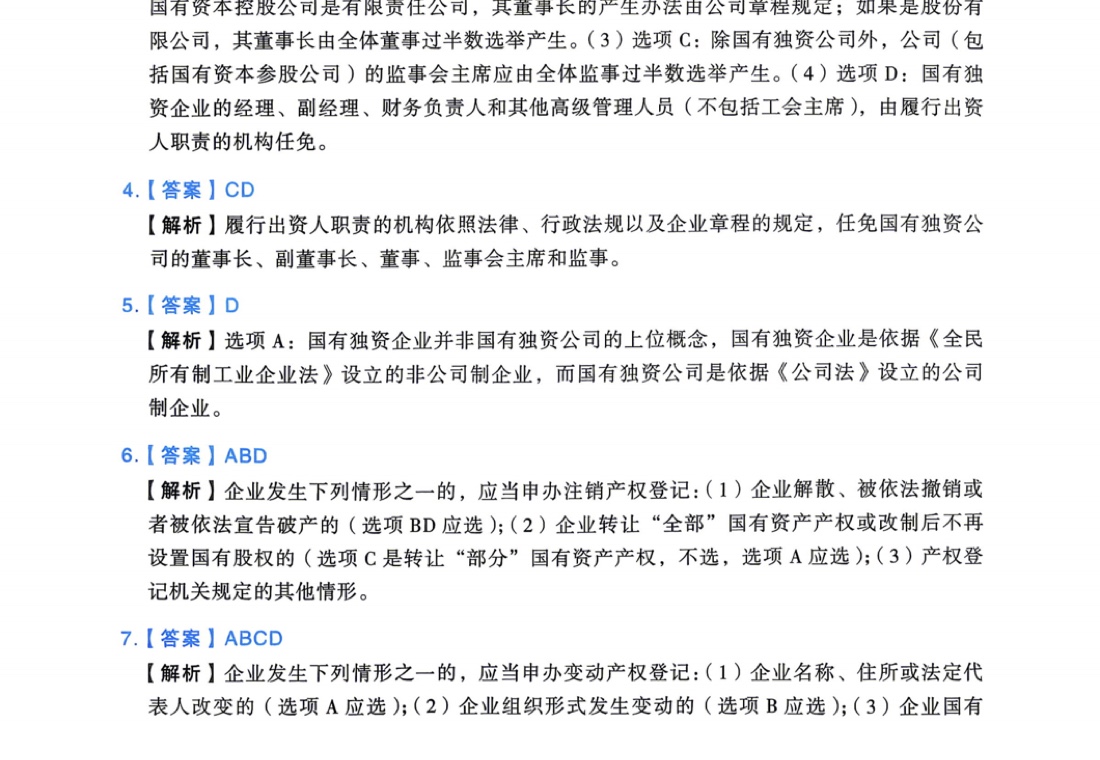 国有资本控股公司是有限责任公司，其董事长的产生办法由公司章程规定；如果是股份有
限公司，其董事长由全体董事过半数选举产生。（3）选项 C：除国有独资公司外，公司（包
括国有资本参股公司）的监事会主席应由全体监事过半数选举产生。（4）选项 D：国有独
资企业的经理、副经理、财务负责人和其他高级管理人员（不包括工会主席），由履行出资
人职责的机构任免。
4.【答案】CD
【解析】履行出资人职责的机构依照法律、行政法规以及企业章程的规定，任免国有独资公
司的董事长、副董事长、董事、监事会主席和监事。
5.【答案】D
【解析】选项 A：国有独资企业并非国有独资公司的上位概念，国有独资企业是依据《全民
所有制工业企业法》设立的非公司制企业，而国有独资公司是依据《公司法》设立的公司
制企业。
6.【答案】ABD
【解析】企业发生下列情形之一的，应当申办注销产权登记：（1）企业解散、被依法撤销或
者被依法宣告破产的（选项 BD 应选）；（2）企业转让“全部”国有资产产权或改制后不再
设置国有股权的（选项 C 是转让“部分”国有资产产权，不选，选项 A 应选）；（3）产权登
记机关规定的其他情形。
7.【答案】ABCD
【解析】企业发生下列情形之一的，应当申办变动产权登记：（1）企业名称、住所或法定代
表人改变的（选项 A 应选）；（2）企业组织形式发生变动的（选项 B 应选）；（3）企业国有